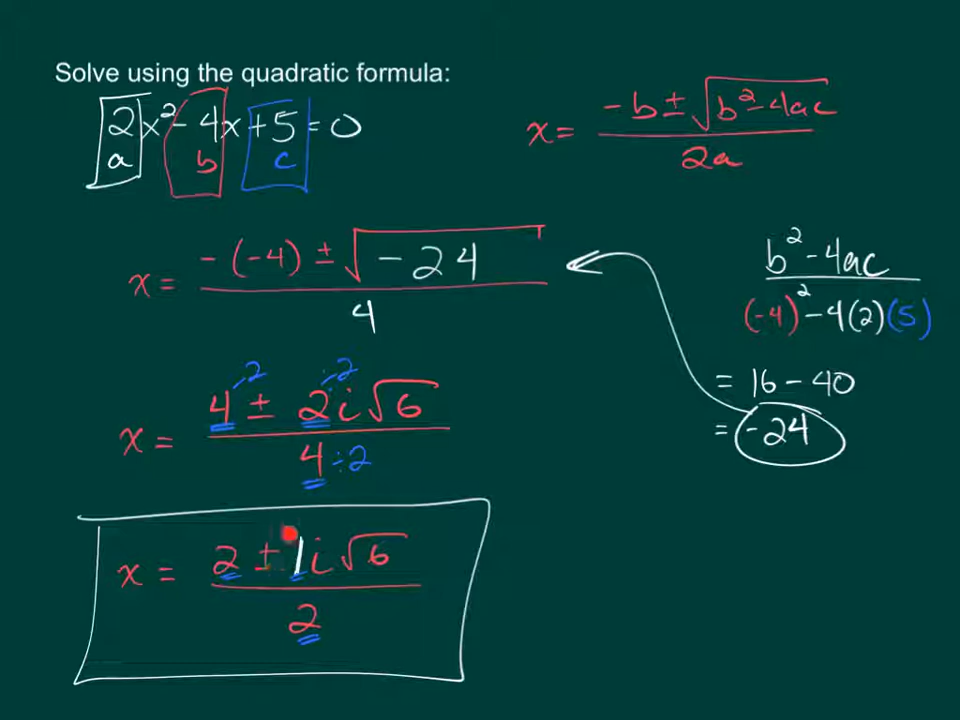 Solve using the quadratic formula:
2x² - 4x + 5 = 0
a b c
x = (-b ± √(b² - 4ac)) / 2a
x = (-(-4) ± √(-24)) / 4
b² - 4ac
(-4)² - 4(2)(5)
= 16 - 40
= -24
÷2 ÷2
x = (4 ± 2i√6) / 4 ÷2
x = (2 ± 1i√6) / 2